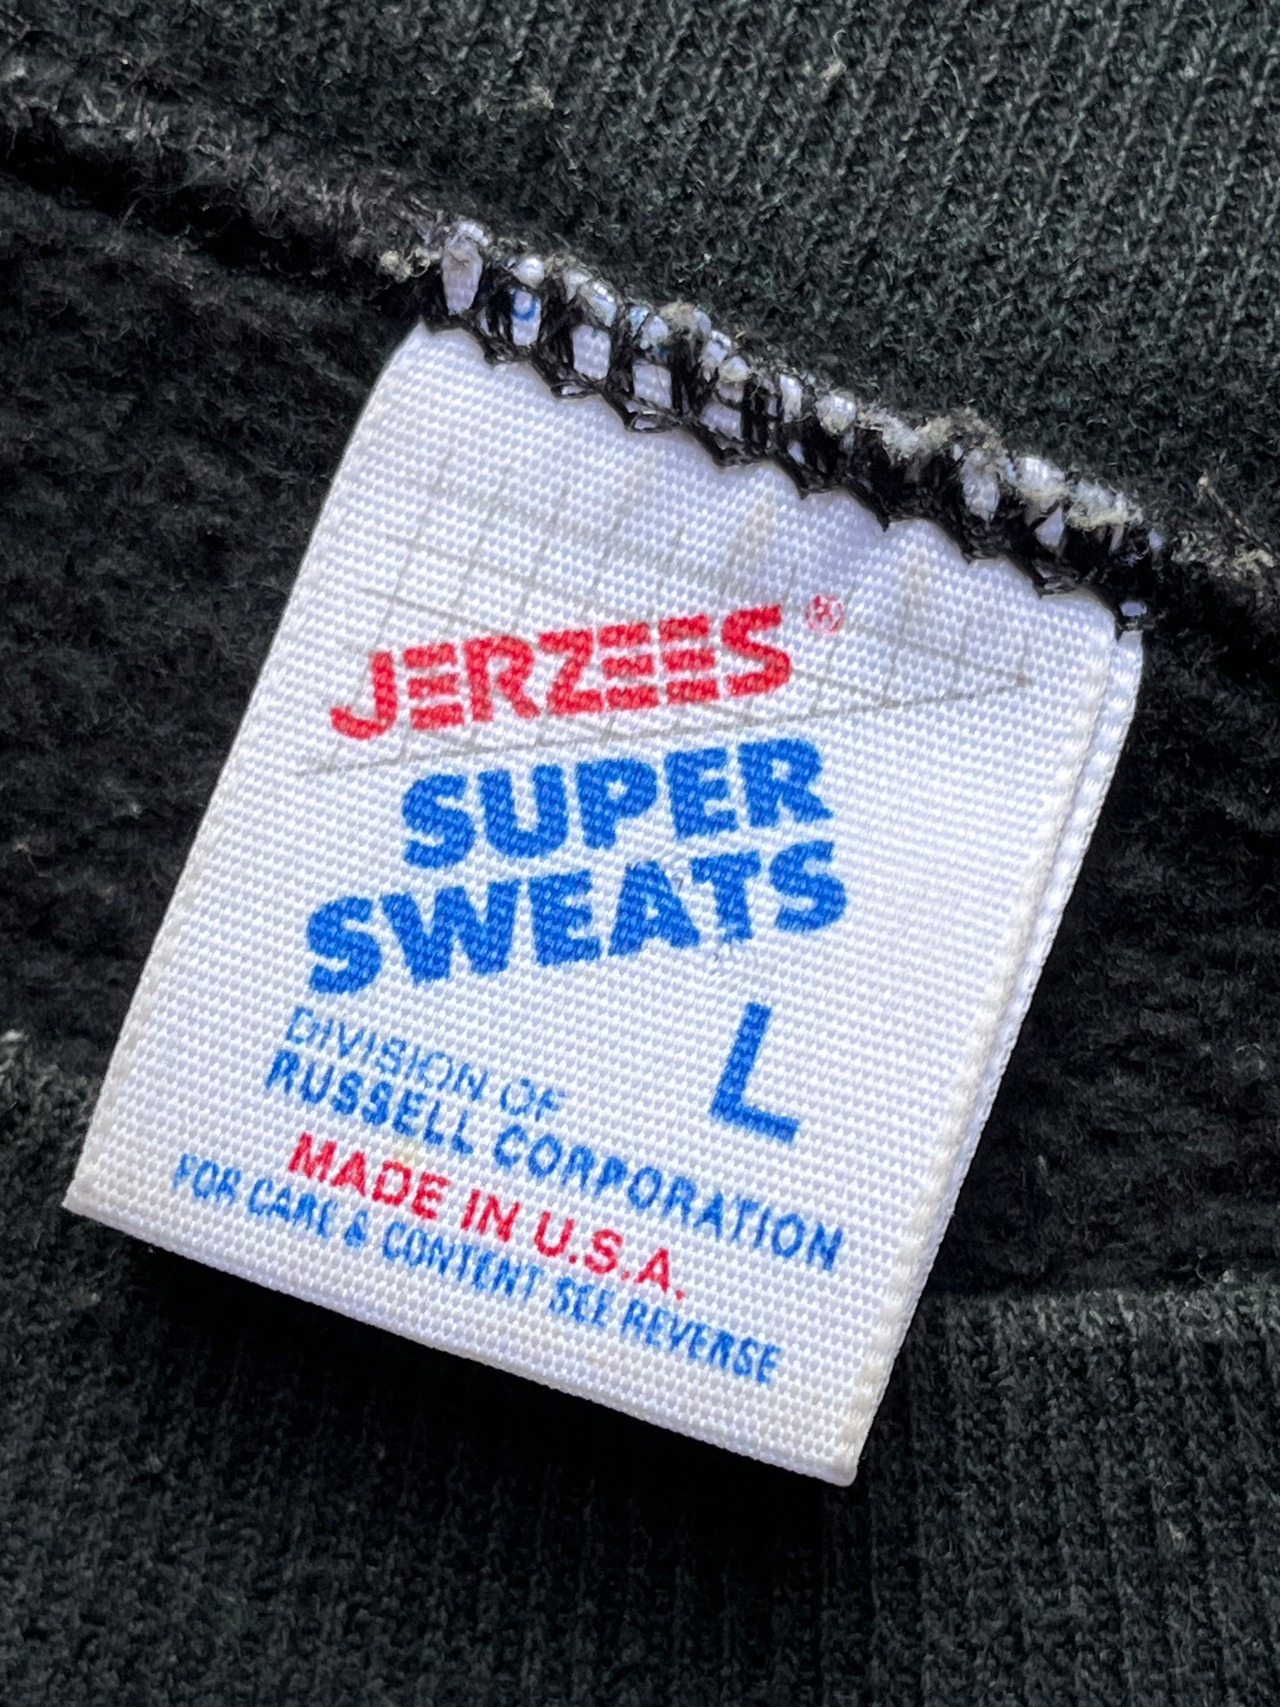 JERZEES ®
SUPER
SWEATS
L
DIVISION OF
RUSSELL CORPORATION
MADE IN U.S.A.
FOR CARE & CONTENT SEE REVERSE